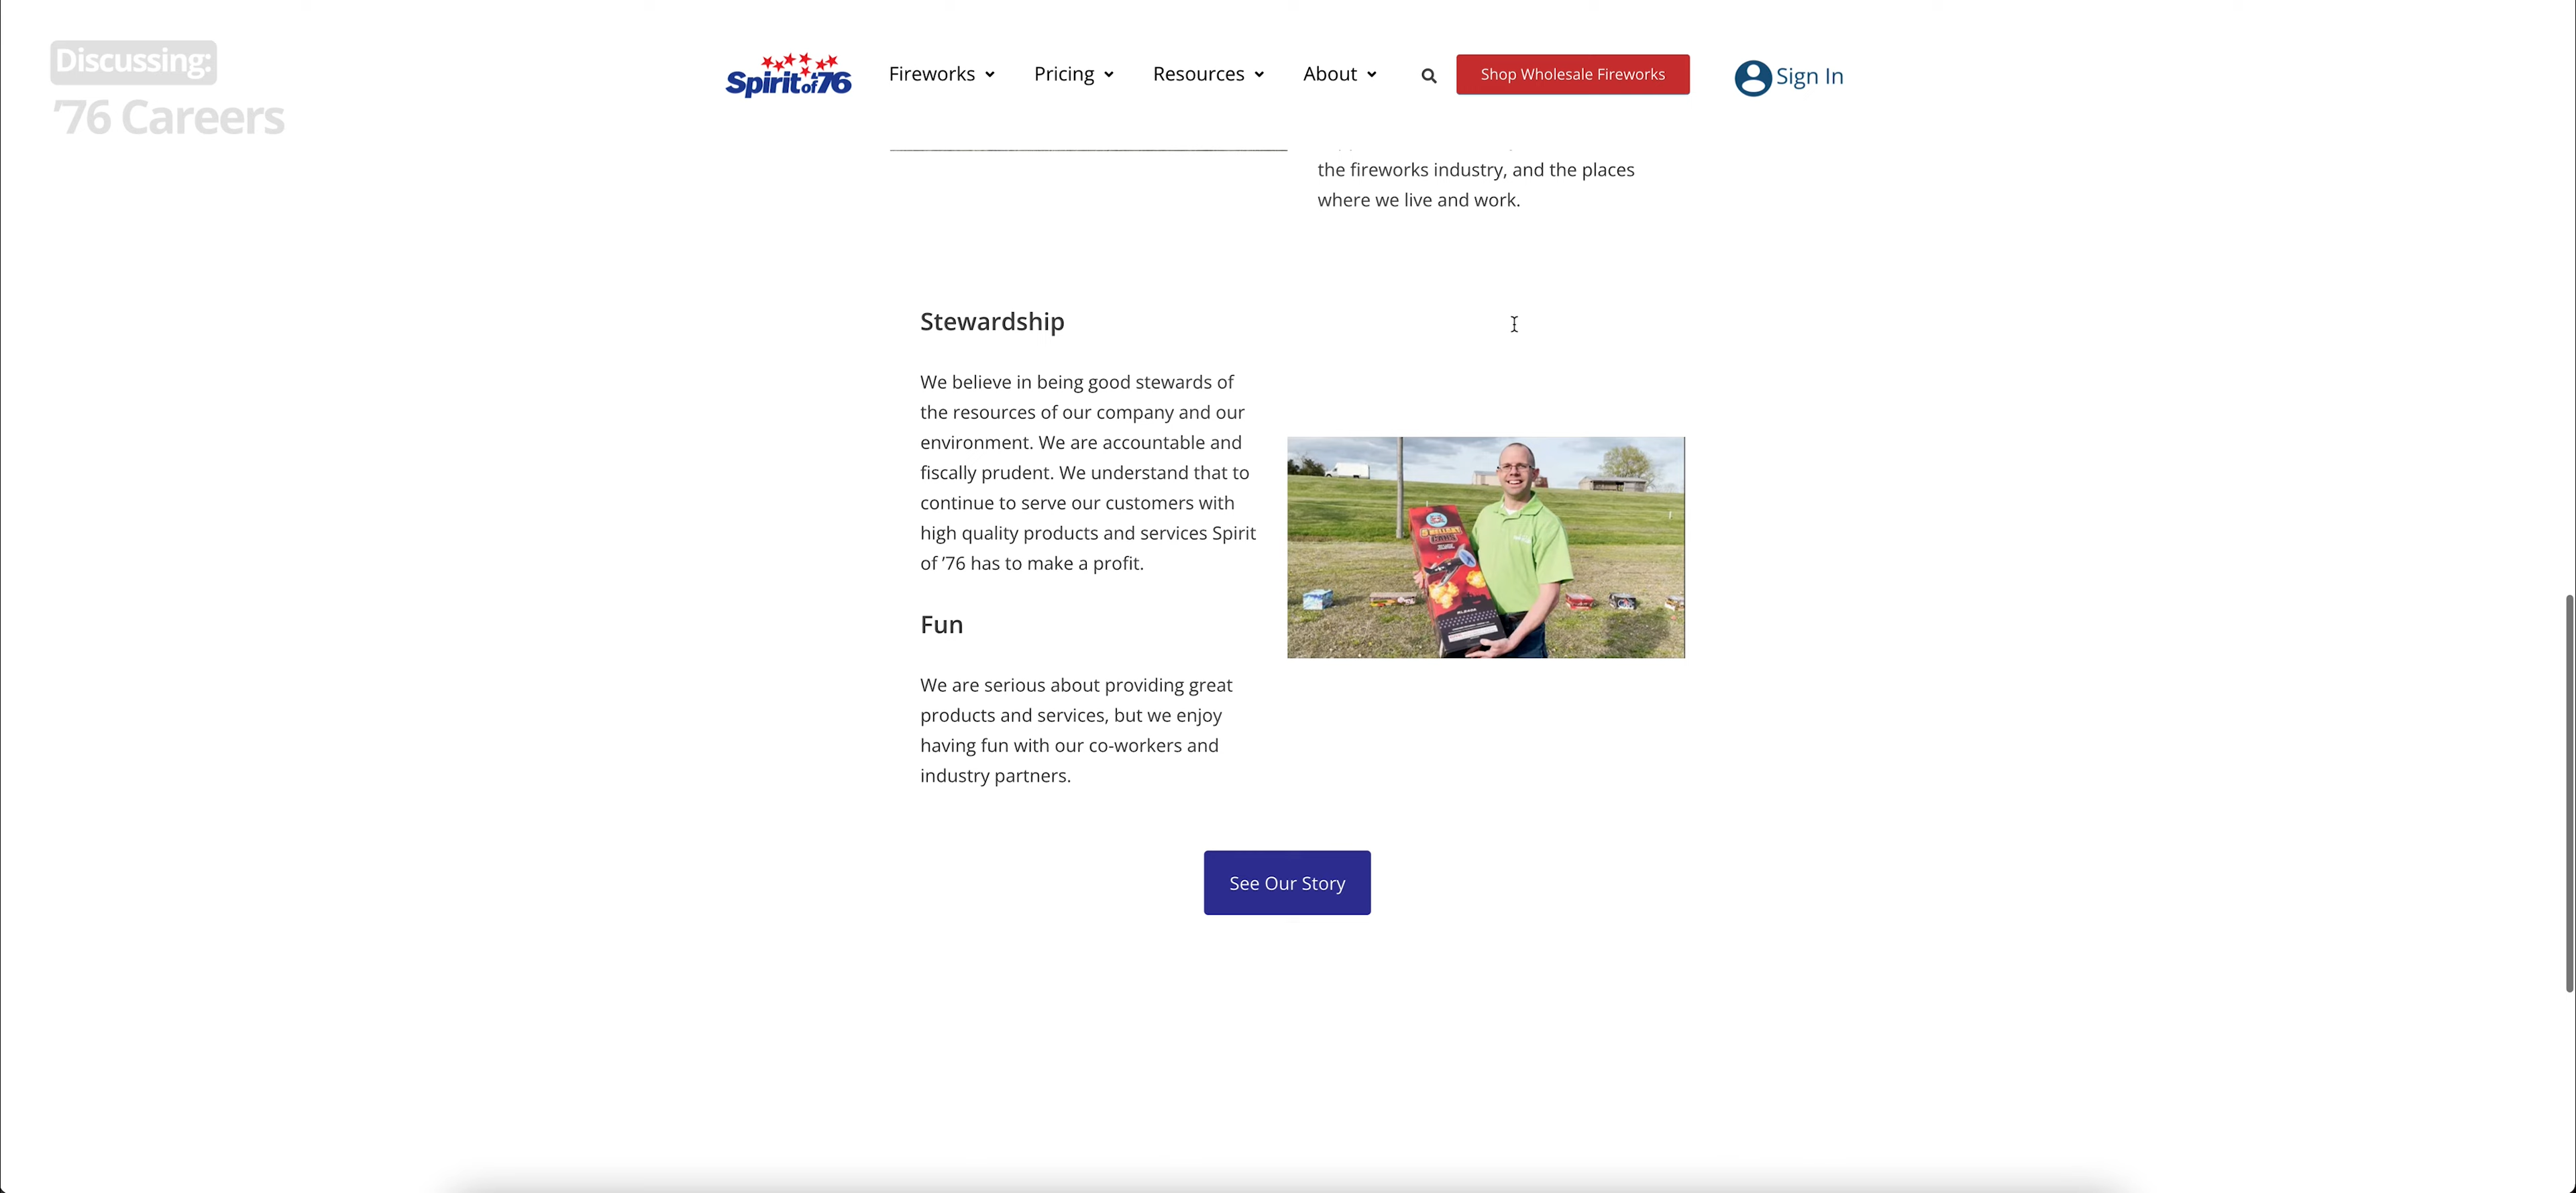 Discussing:
'76 Careers
Spirit of '76
Fireworks
Pricing
Resources
About
Shop Wholesale Fireworks
Sign In
the fireworks industry, and the places
where we live and work.
Stewardship
We believe in being good stewards of
the resources of our company and our
environment. We are accountable and
fiscally prudent. We understand that to
continue to serve our customers with
high quality products and services Spirit
of ’76 has to make a profit.
Fun
We are serious about providing great
products and services, but we enjoy
having fun with our co-workers and
industry partners.
See Our Story